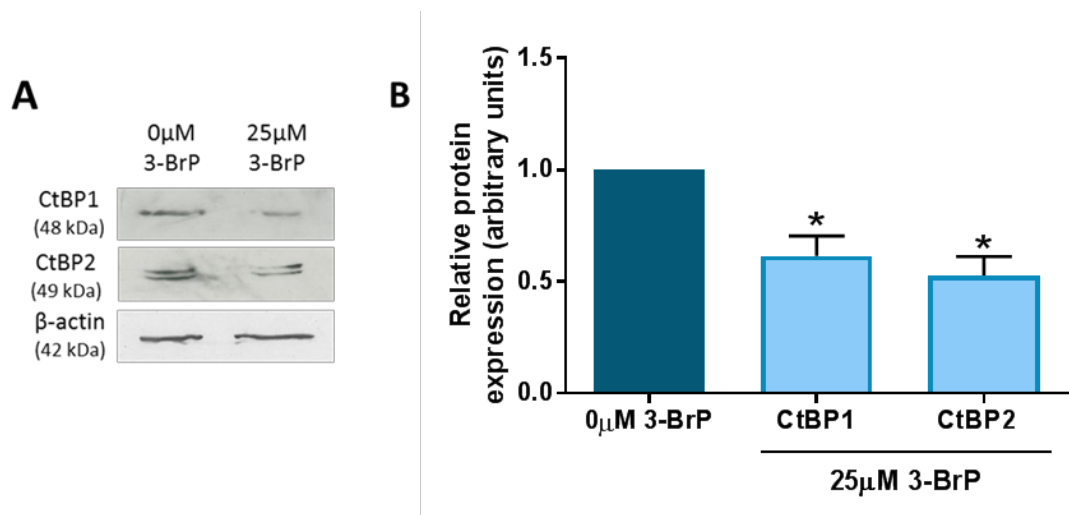 A
0μM
3-BrP
25μM
3-BrP
CtBP1
(48 kDa)
CtBP2
(49 kDa)
β-actin
(42 kDa)
B
Relative protein
expression (arbitrary units)
1.5
1.0
0.5
0.0
*
*
0μM 3-BrP
CtBP1
CtBP2
25μM 3-BrP